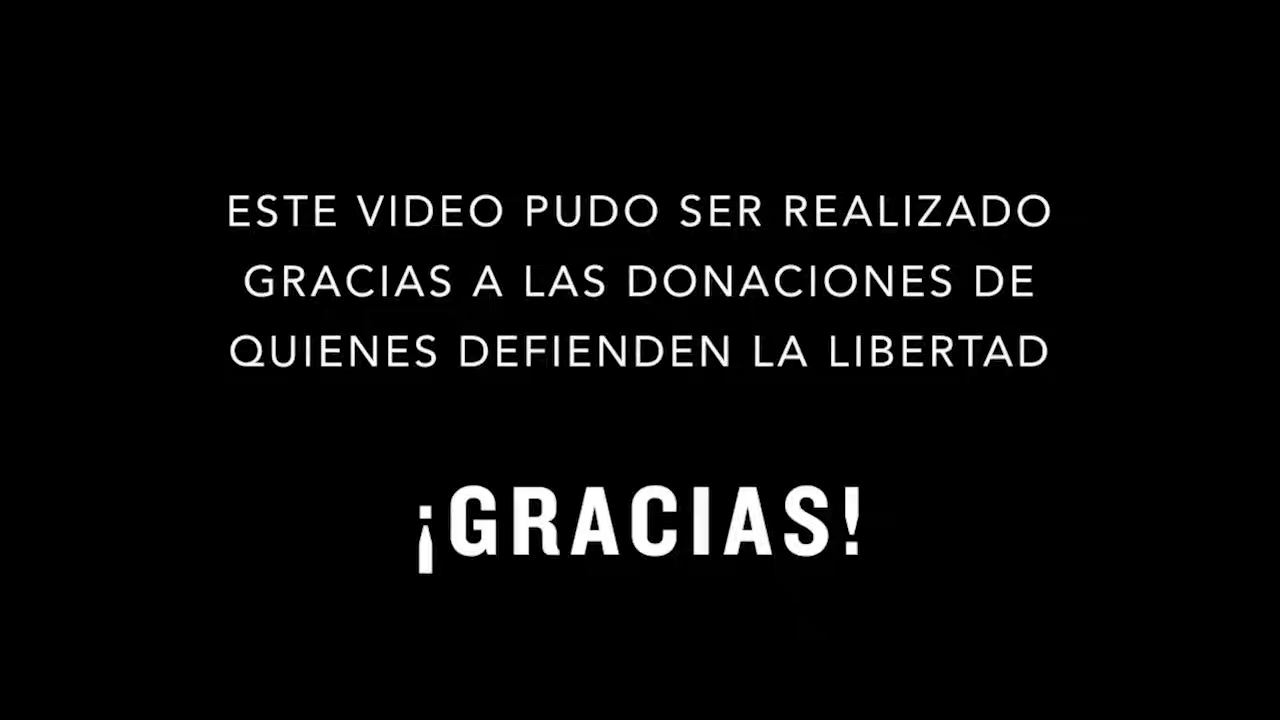 ESTE VIDEO PUDO SER REALIZADO
GRACIAS A LAS DONACIONES DE
QUIENES DEFIENDEN LA LIBERTAD
¡GRACIAS!